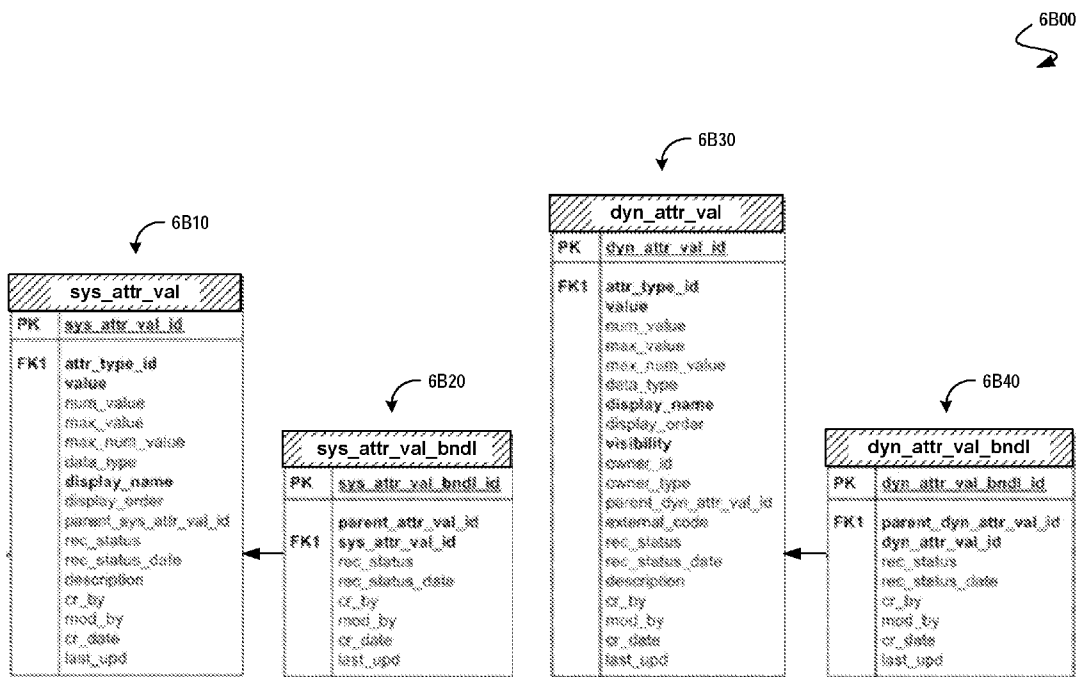 6B00
6B10
sys_attr_val
PK sys_attr_val_id
FK1 attr_type_id
value
num_value
max_value
max_num_value
data_type
display_name
display_order
parent_sys_attr_val_id
rec_status
rec_status_date
description
cr_by
mod_by
cr_date
last_upd
6B20
sys_attr_val_bndl
PK sys_attr_val_bndl_id
parent_attr_val_id
FK1 sys_attr_val_id
rec_status
rec_status_date
cr_by
mod_by
cr_date
last_upd
6B30
dyn_attr_val
PK dyn_attr_val_id
FK1 attr_type_id
value
num_value
max_value
max_num_value
data_type
display_name
display_order
visibility
owner_id
owner_type
parent_dyn_attr_val_id
external_code
rec_status
rec_status_date
description
cr_by
mod_by
cr_date
last_upd
6B40
dyn_attr_val_bndl
PK dyn_attr_val_bndl_id
FK1 parent_dyn_attr_val_id
dyn_attr_val_id
rec_status
rec_status_date
cr_by
mod_by
cr_date
last_upd